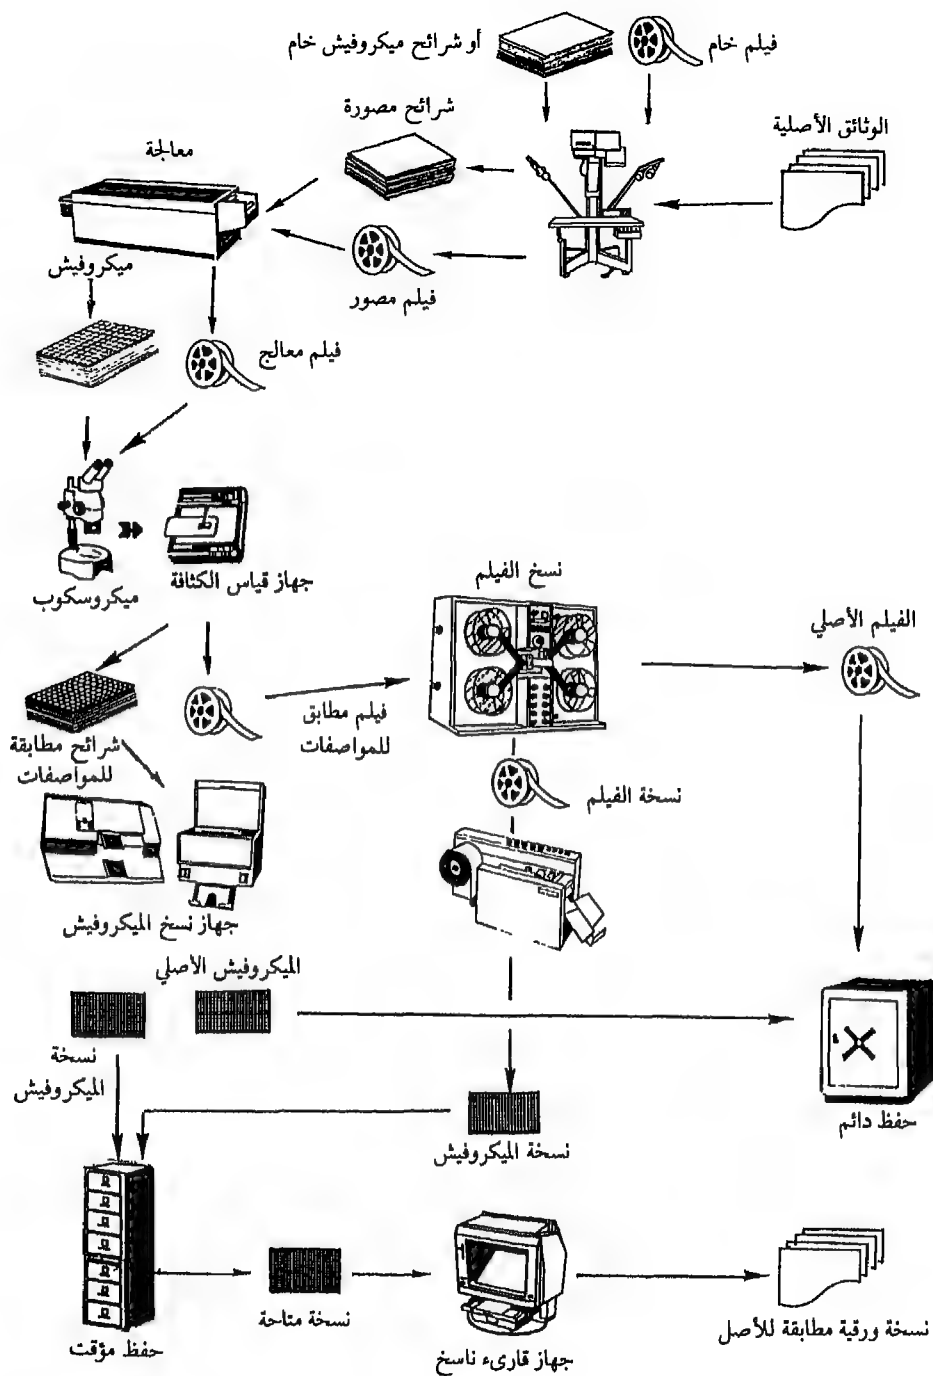 فيلم خام
أو شرائح ميكروفيش خام
الوثائق الأصلية
شرائح مصورة
معالجة
فيلم مصور
ميكروفيش
فيلم معالج
جهاز قياس الكثافة
ميكروسكوب
نسخ الفيلم
الفيلم الأصلي
فيلم مطابق
للمواصفات
شرائح مطابقة
للمواصفات
نسخة الفيلم
جهاز نسخ الميكروفيش
الميكروفيش الأصلي
نسخة
الميكروفيش
حفظ دائم
نسخة الميكروفيش
حفظ مؤقت
نسخة متاحة
جهاز قارىء ناسخ
نسخة ورقية مطابقة للأصل